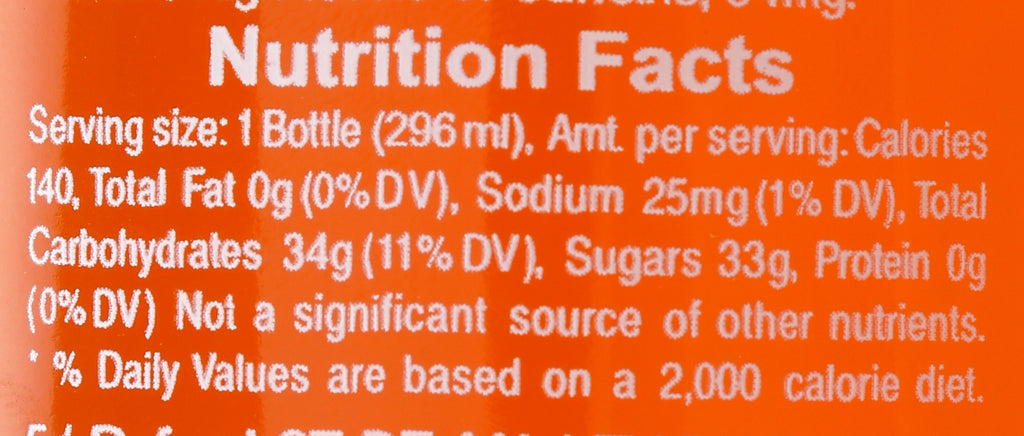 Nutrition Facts
Serving size: 1 Bottle (296 ml), Amt. per serving: Calories
140, Total Fat 0g (0% DV), Sodium 25mg (1% DV), Total
Carbohydrates 34g (11% DV), Sugars 33g, Protein 0g
(0% DV) Not a significant source of other nutrients.
* % Daily Values are based on a 2,000 calorie diet.